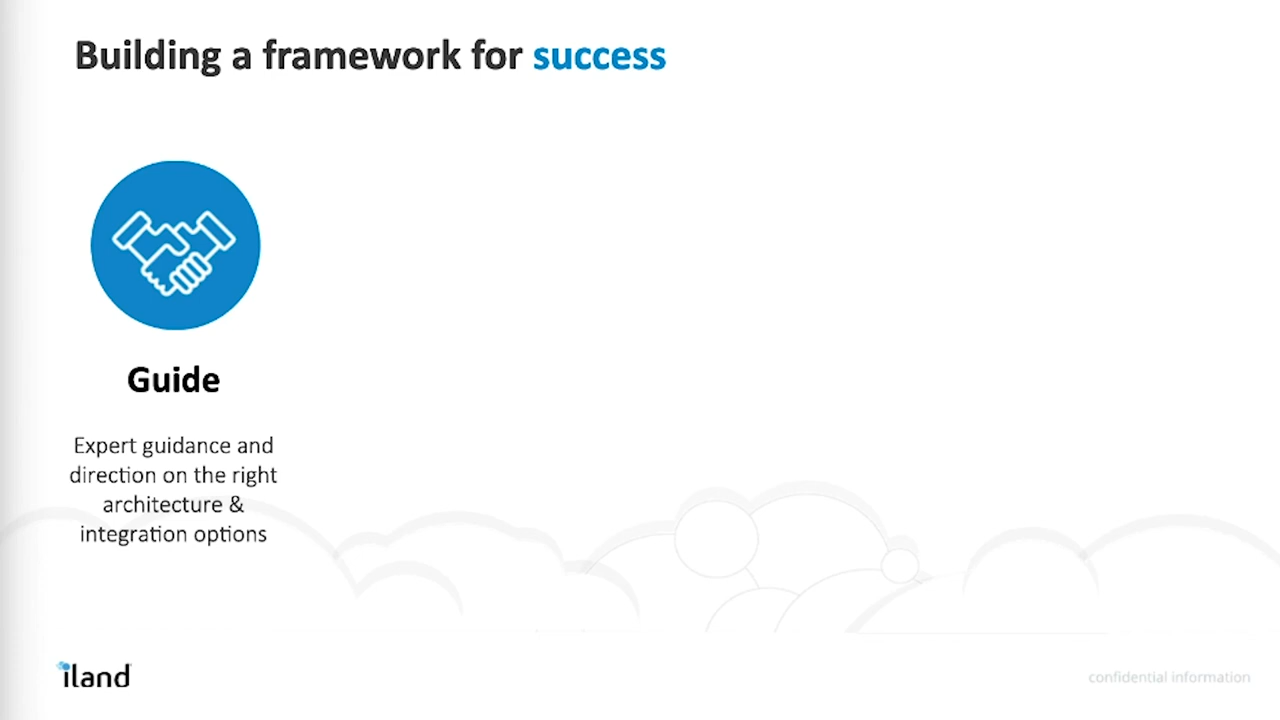 Building a framework for success
Guide
Expert guidance and
direction on the right
architecture &
integration options
iland
confidential information